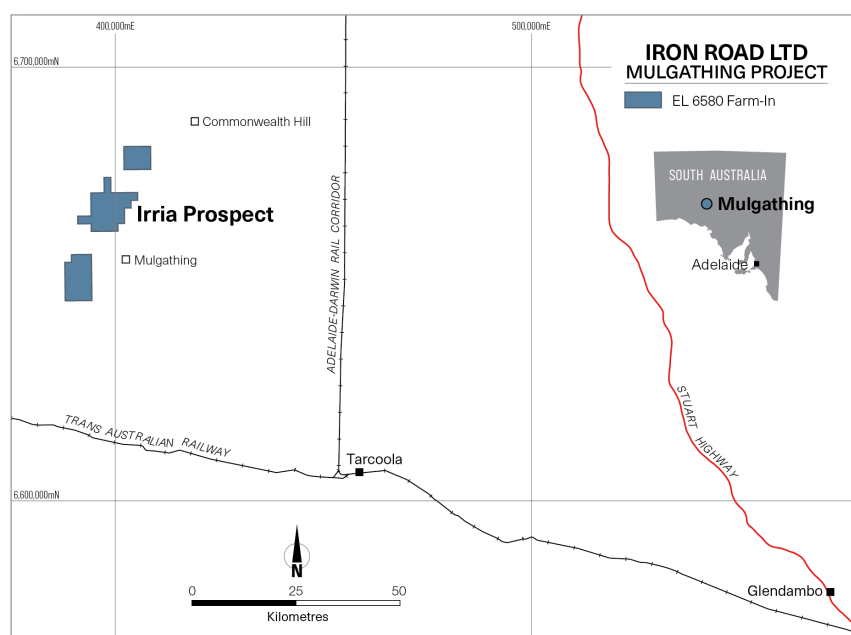 400,000mE
500,000mE
6,700,000mN
IRON ROAD LTD
MULGATHING PROJECT
EL 6580 Farm-In
Commonwealth Hill
SOUTH AUSTRALIA
Mulgathing
Adelaide
Irria Prospect
Mulgathing
ADELAIDE-DARWIN RAIL CORRIDOR
STUART HIGHWAY
TRANS AUSTRALIAN RAILWAY
Tarcoola
6,600,000mN
N
0 25 50
Kilometres
Glendambo